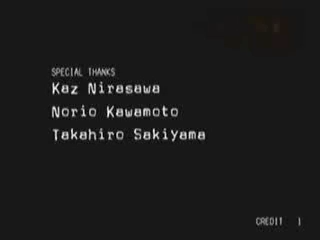 SPECIAL THANKS
Kaz Nirasawa
Norio Kawamoto
Takahiro Sakiyama
CREDIT 1